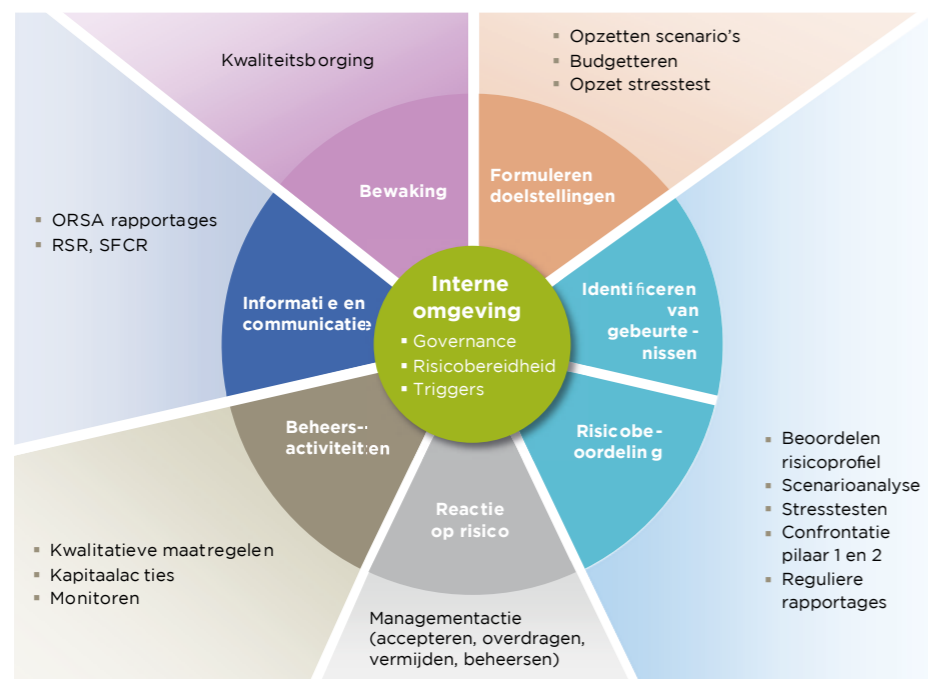 Kwaliteitsborging
▪ Opzetten scenario's
▪ Budgetteren
▪ Opzet stresstest
Bewaking
Formuleren
doelstellingen
▪ ORSA rapportages
▪ RSR, SFCR
Informatie en
communicatie
Interne
omgeving
▪ Governance
▪ Risicobereidheid
▪ Triggers
Identificeren
van
gebeurte-
nissen
Beheers-
activiteiten
Risicobe-
oordeling
Reactie
op risico
▪ Beoordelen
risicoprofiel
▪ Scenarioanalyse
▪ Stresstesten
▪ Confrontatie
pilaar 1 en 2
▪ Reguliere
rapportages
▪ Kwalitatieve maatregelen
▪ Kapitaalacties
▪ Monitoren
Managementactie
(accepteren, overdragen,
vermijden, beheersen)